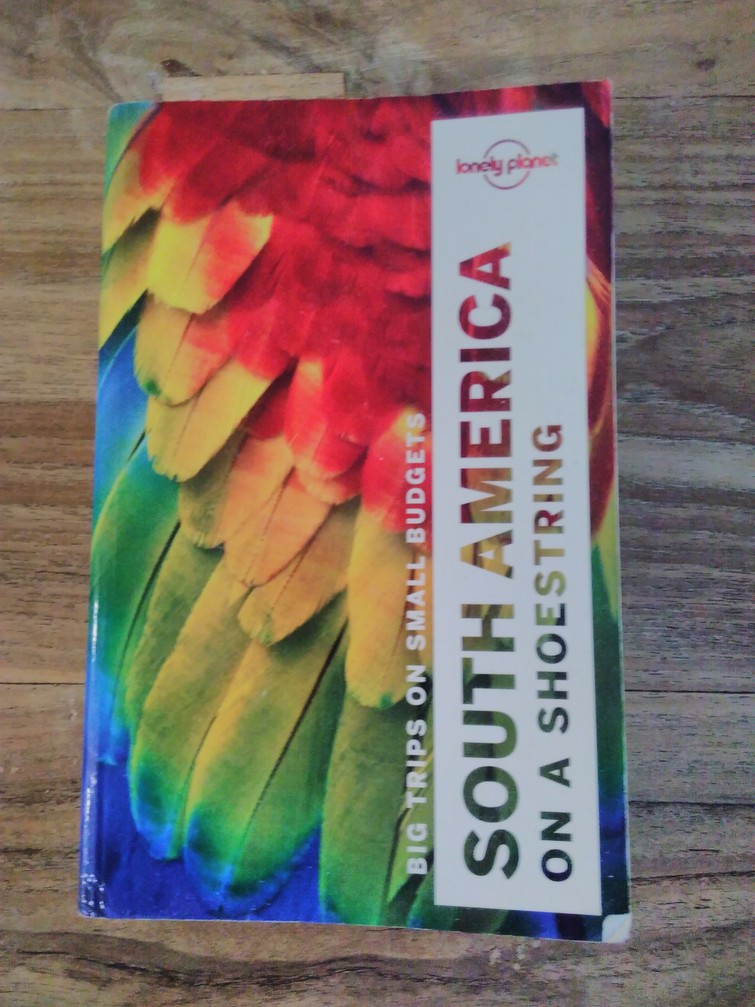 lonely planet
SOUTH AMERICA
ON A SHOESTRING
BIG TRIPS ON SMALL BUDGETS